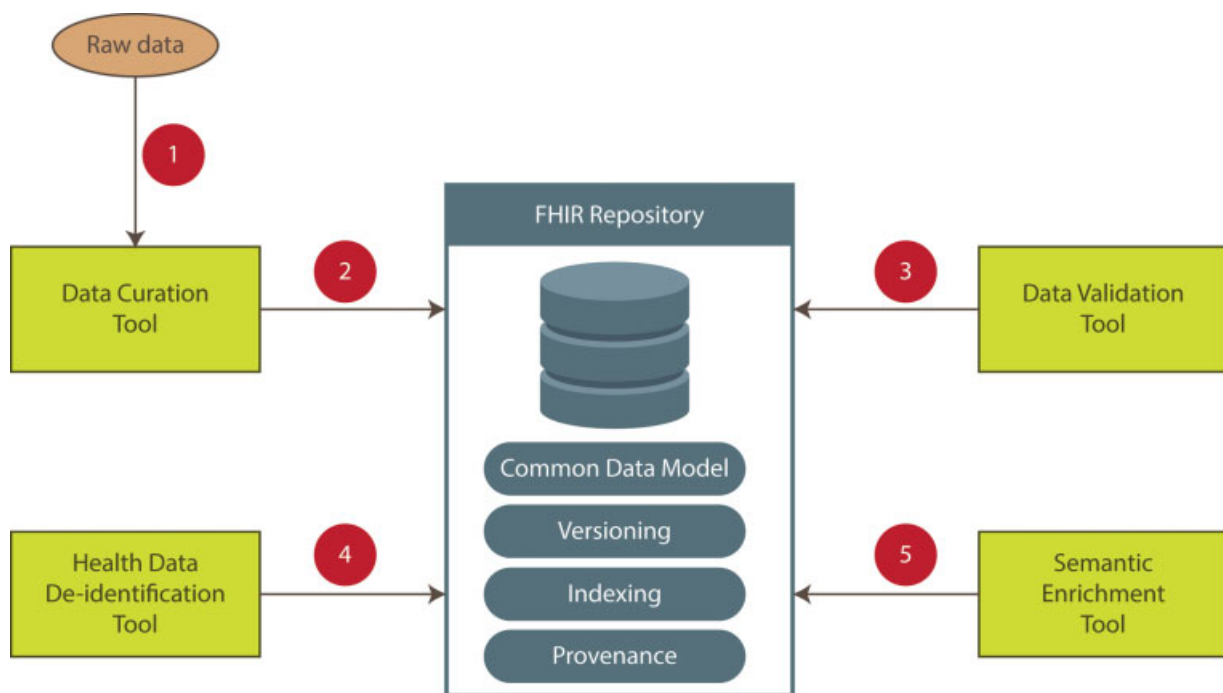 Raw data
1
FHIR Repository
Data Curation
Tool
2
3
Data Validation
Tool
Common Data Model
Versioning
Indexing
Provenance
Health Data
De-identification
Tool
4
5
Semantic
Enrichment
Tool